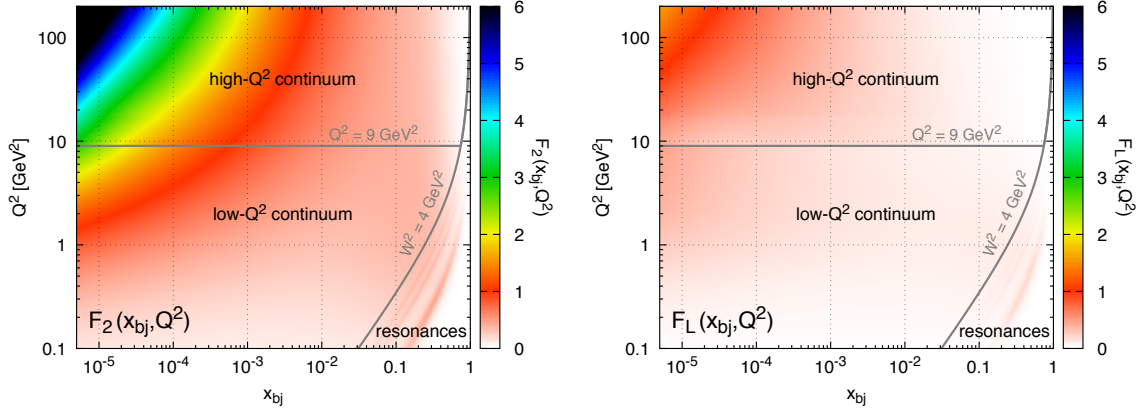 100
10
1
0.1
Q² [GeV²]
10⁻⁵
10⁻⁴
10⁻³
10⁻²
0.1
1
x_bj
high-Q² continuum
Q² = 9 GeV²
low-Q² continuum
W² = 4 GeV²
F₂(x_bj,Q²)
resonances
6
5
4
3
2
1
0
F₂(x_bj,Q²)
100
10
1
0.1
Q² [GeV²]
10⁻⁵
10⁻⁴
10⁻³
10⁻²
0.1
1
x_bj
high-Q² continuum
Q² = 9 GeV²
low-Q² continuum
W² = 4 GeV²
F_L(x_bj,Q²)
resonances
6
5
4
3
2
1
0
F_L(x_bj,Q²)